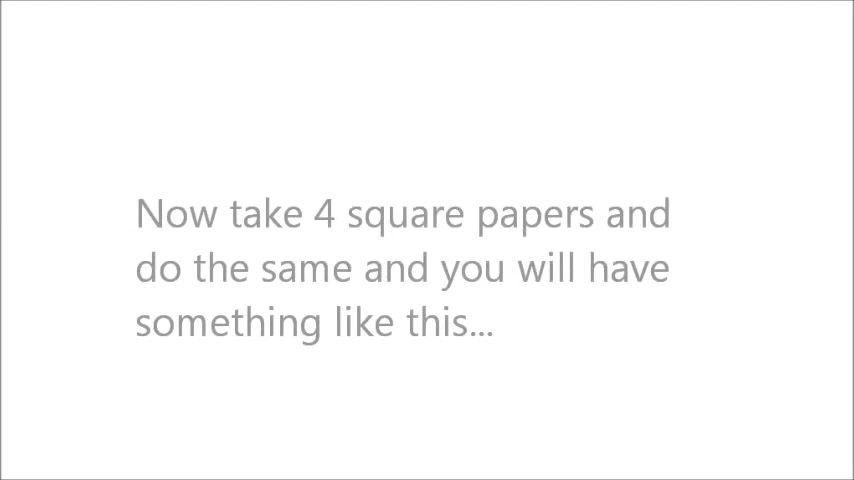 Now take 4 square papers and
do the same and you will have
something like this...